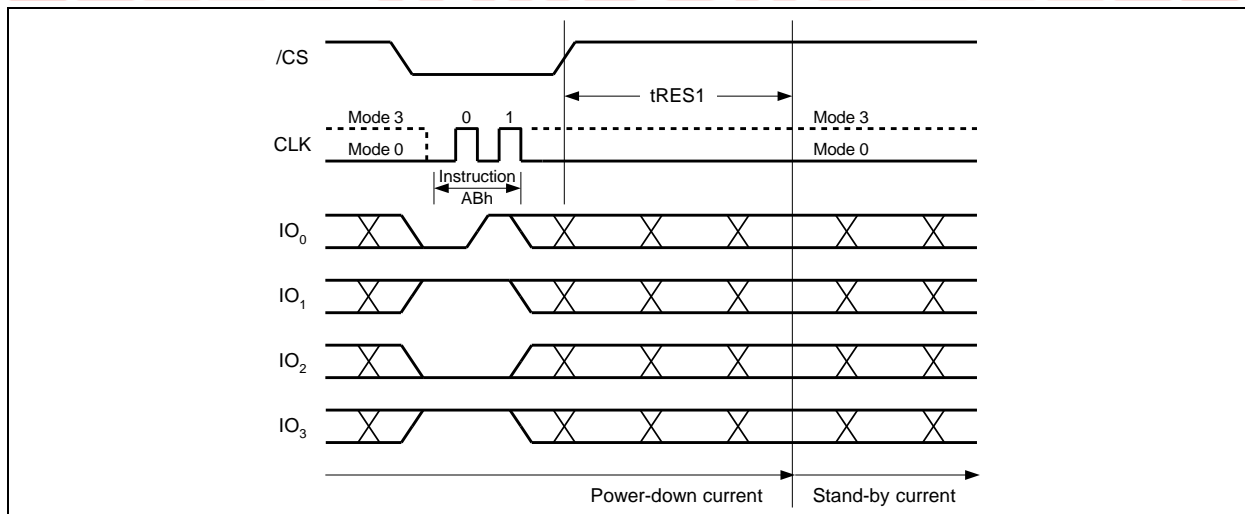 /CS
tRES1
Mode 3 0 1 Mode 3
CLK
Mode 0 Mode 0
Instruction
ABh
IO0
IO1
IO2
IO3
Power-down current Stand-by current